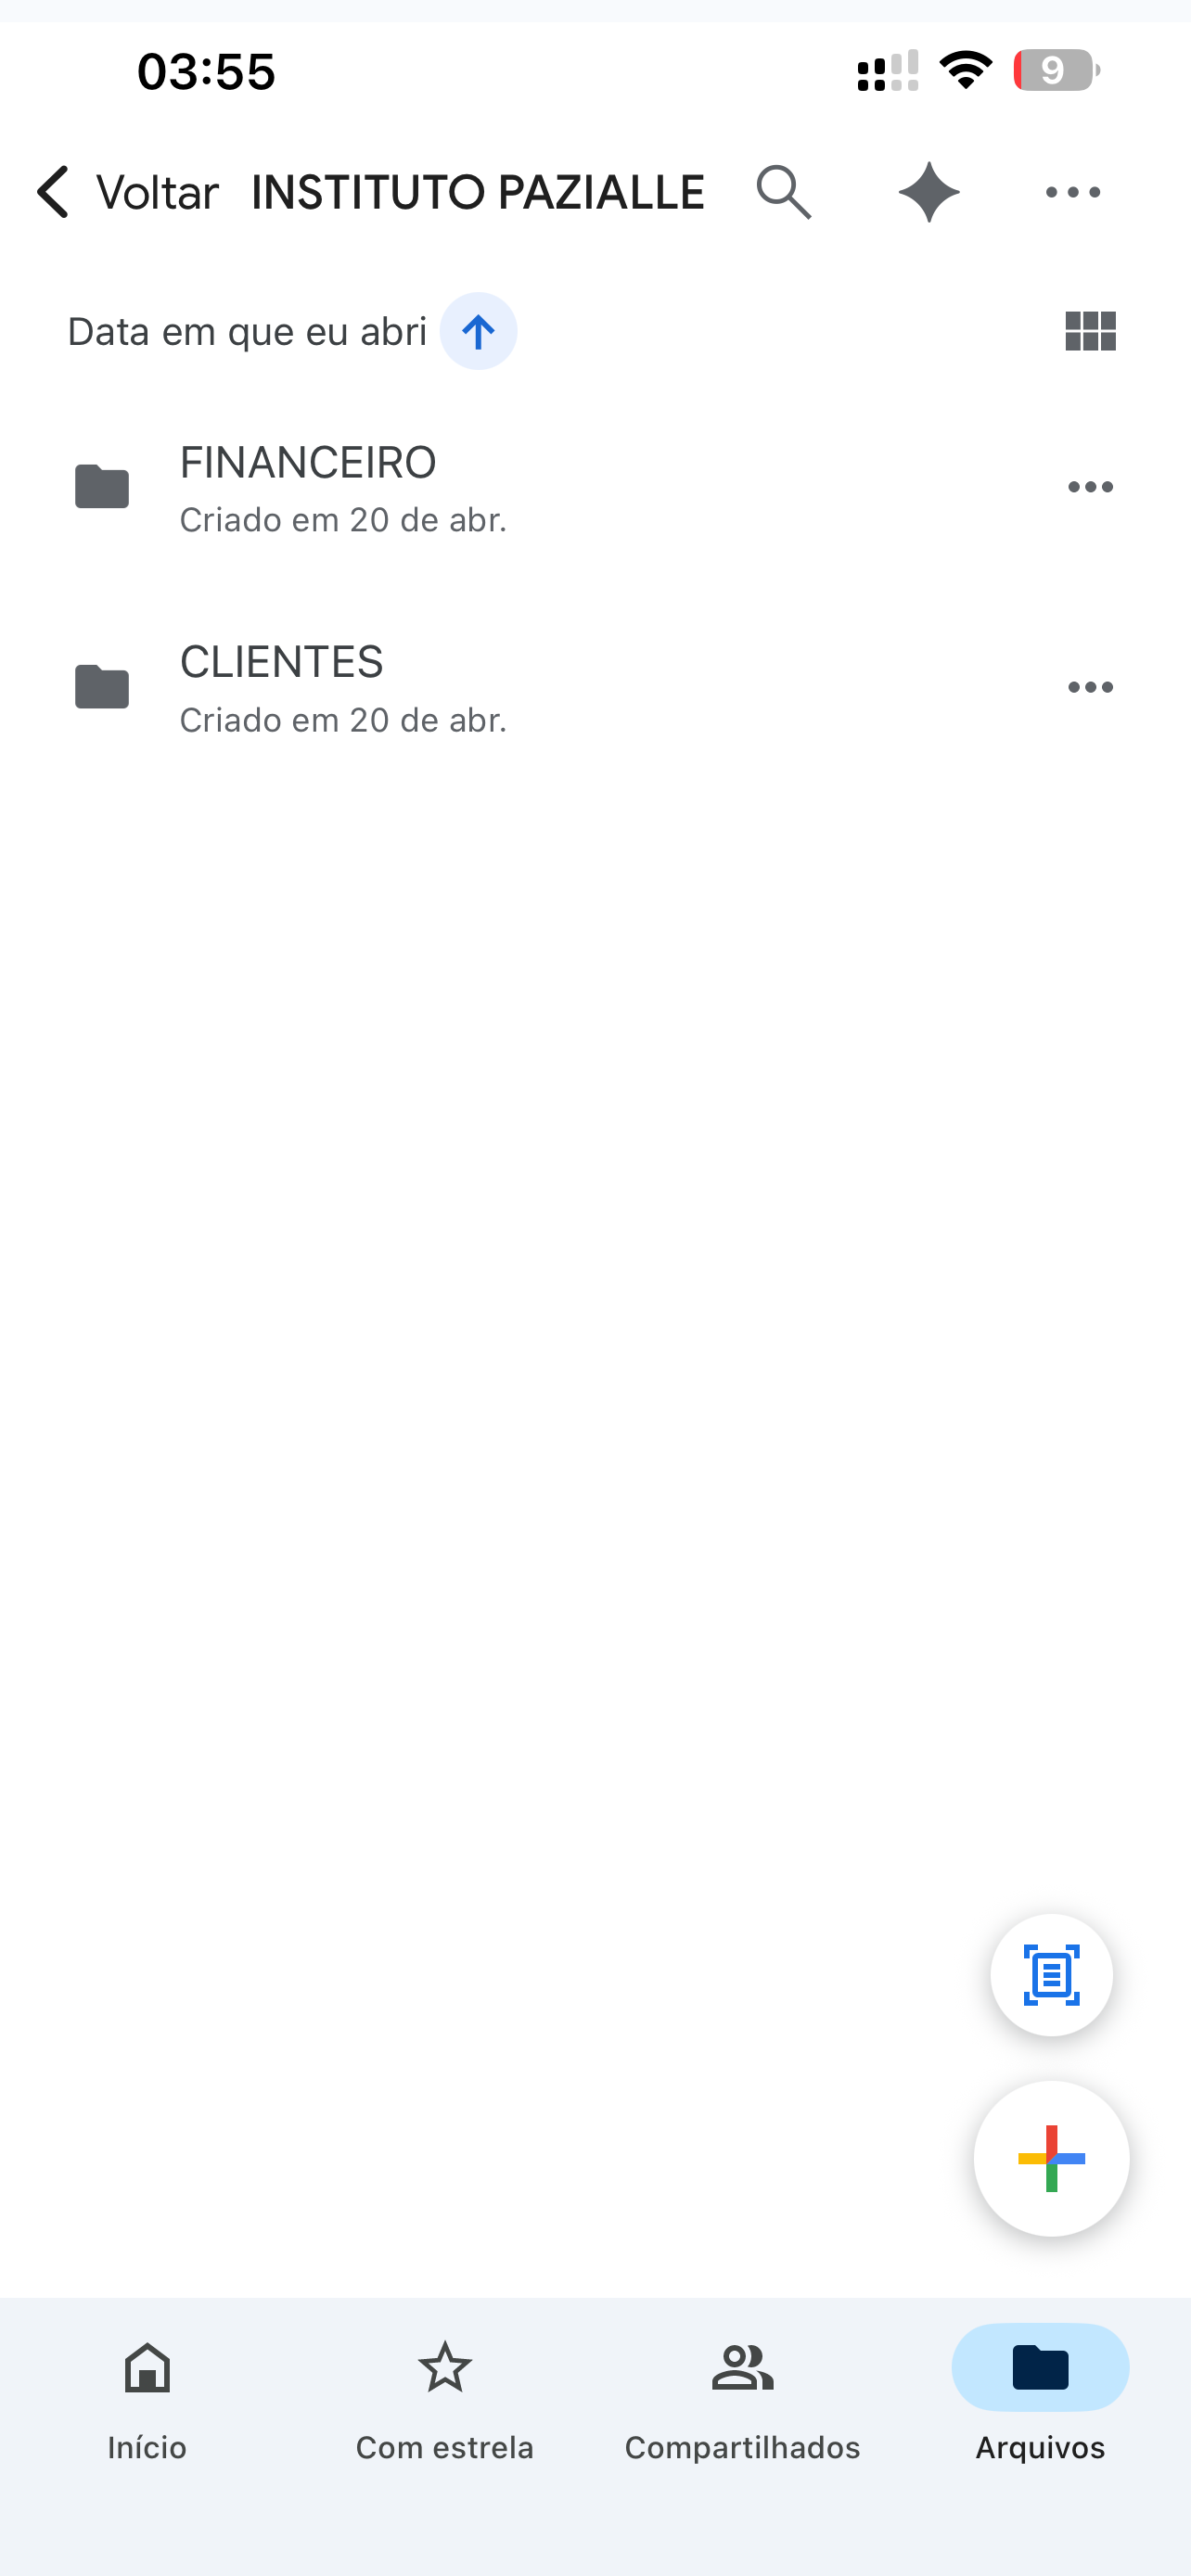 03:55
9
Voltar INSTITUTO PAZIALLE
Data em que eu abri
FINANCEIRO
Criado em 20 de abr.
CLIENTES
Criado em 20 de abr.
Início Com estrela Compartilhados Arquivos